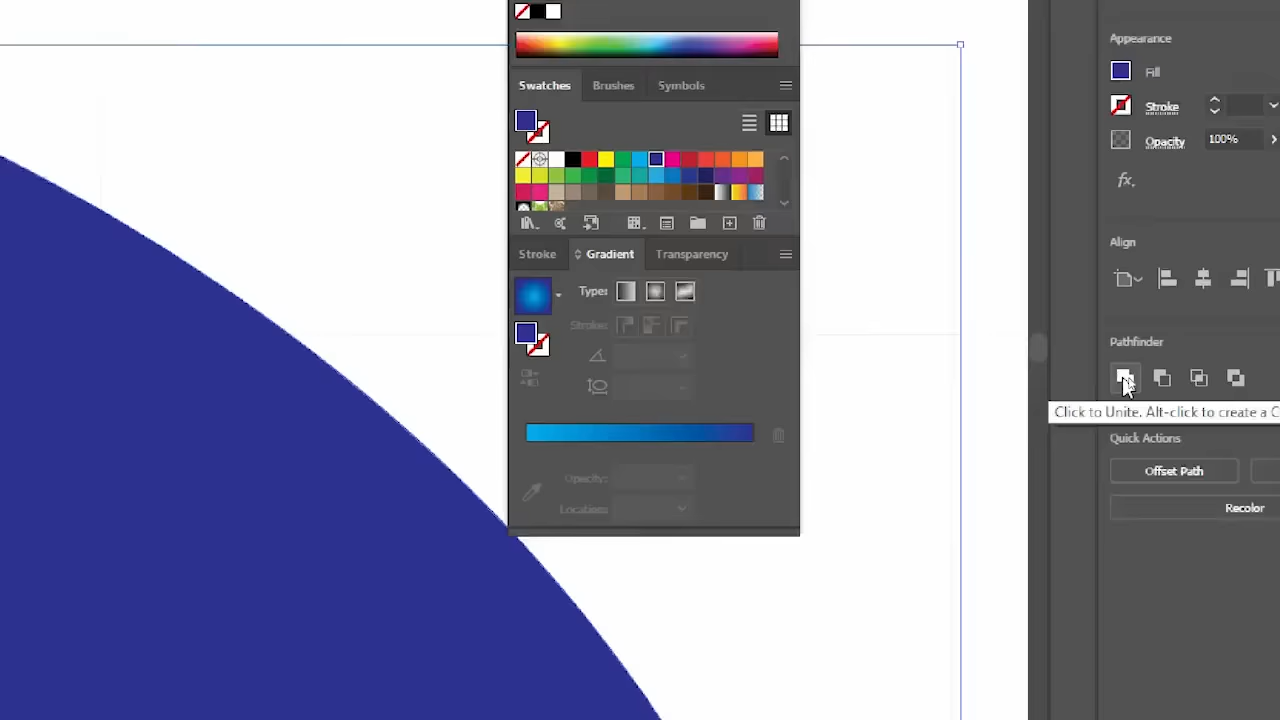 Appearance
Fill
Stroke
Opacity 100%
fx.
Align
Pathfinder
Click to Unite. Alt-click to create a C
Quick Actions
Offset Path
Recolor
Swatches Brushes Symbols
Stroke Gradient Transparency
Type:
Stroke:
Opacity:
Location: